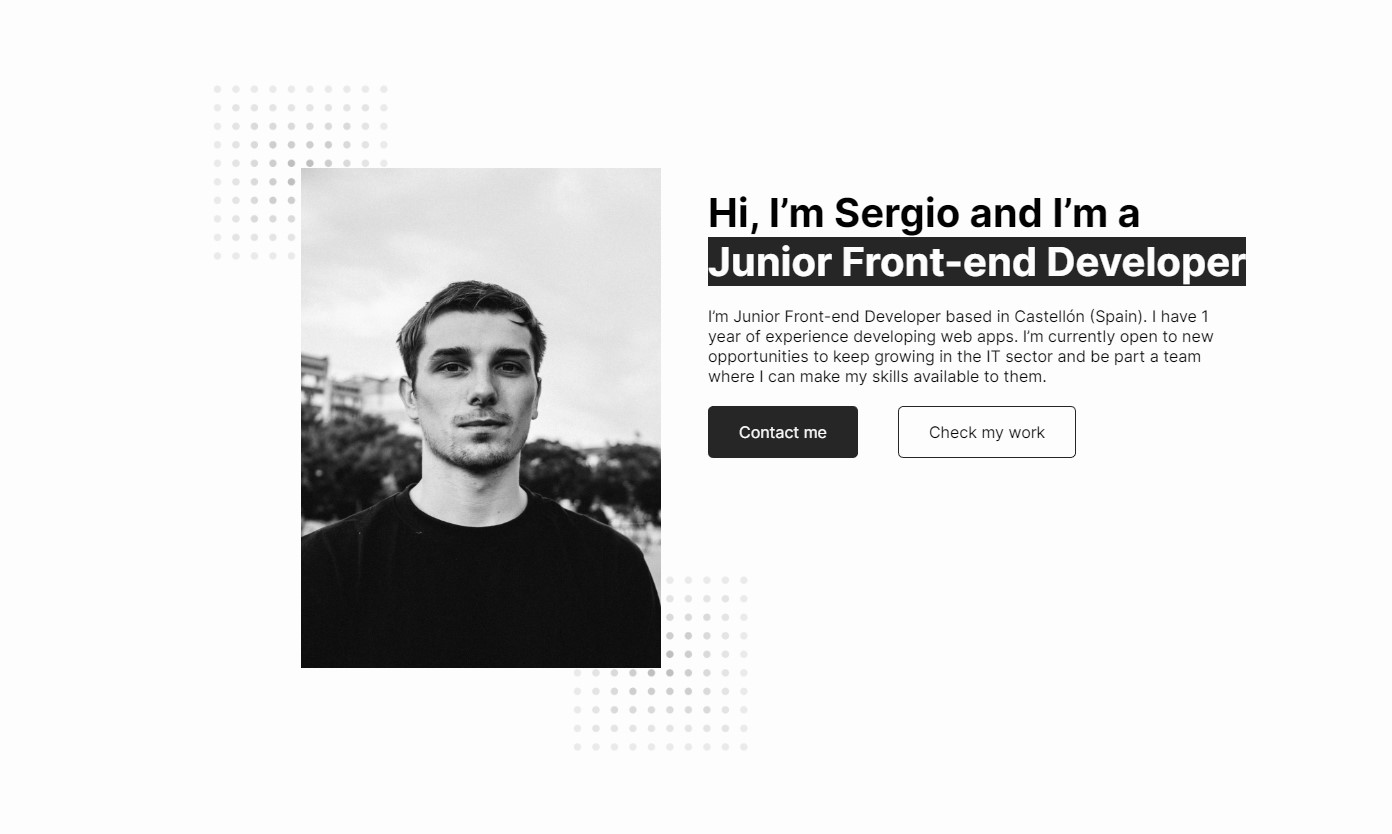 Hi, I’m Sergio and I’m a
Junior Front-end Developer
I’m Junior Front-end Developer based in Castellón (Spain). I have 1
year of experience developing web apps. I’m currently open to new
opportunities to keep growing in the IT sector and be part a team
where I can make my skills available to them.
Contact me
Check my work